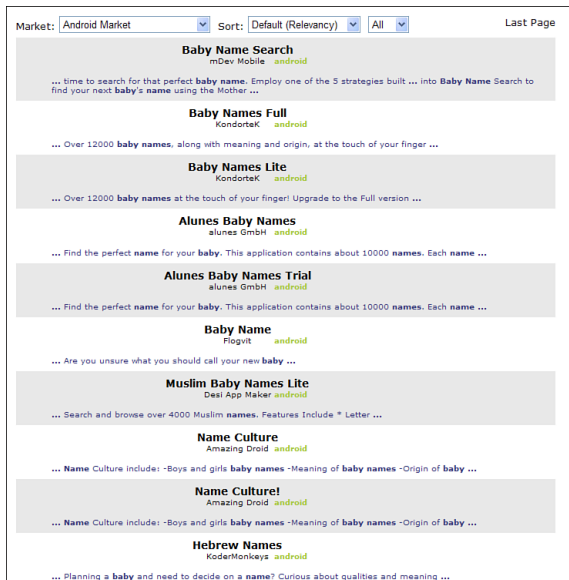 Market: Android Market Sort: Default (Relevancy) All Last Page
Baby Name Search
mDev Mobile android
... time to search for that perfect baby name. Employ one of the 5 strategies built ... into Baby Name Search to
find your next baby's name using the Mother ...
Baby Names Full
KondorteK android
... Over 12000 baby names, along with meaning and origin, at the touch of your finger ...
Baby Names Lite
KondorteK android
... Over 12000 baby names at the touch of your finger! Upgrade to the Full version ...
Alunes Baby Names
alunes GmbH android
... Find the perfect name for your baby. This application contains about 10000 names. Each name ...
Alunes Baby Names Trial
alunes GmbH android
... Find the perfect name for your baby. This application contains about 10000 names. Each name ...
Baby Name
Flogvit android
... Are you unsure what you should call your new baby ...
Muslim Baby Names Lite
Desi App Maker android
... Search and browse over 4000 Muslim names. Features Include * Letter ...
Name Culture
Amazing Droid android
... Name Culture include: -Boys and girls baby names -Meaning of baby names -Origin of baby ...
Name Culture!
Amazing Droid android
... Name Culture include: -Boys and girls baby names -Meaning of baby names -Origin of baby ...
Hebrew Names
KoderMonkeys android
... Planning a baby and need to decide on a name? Curious about qualities and meaning ...